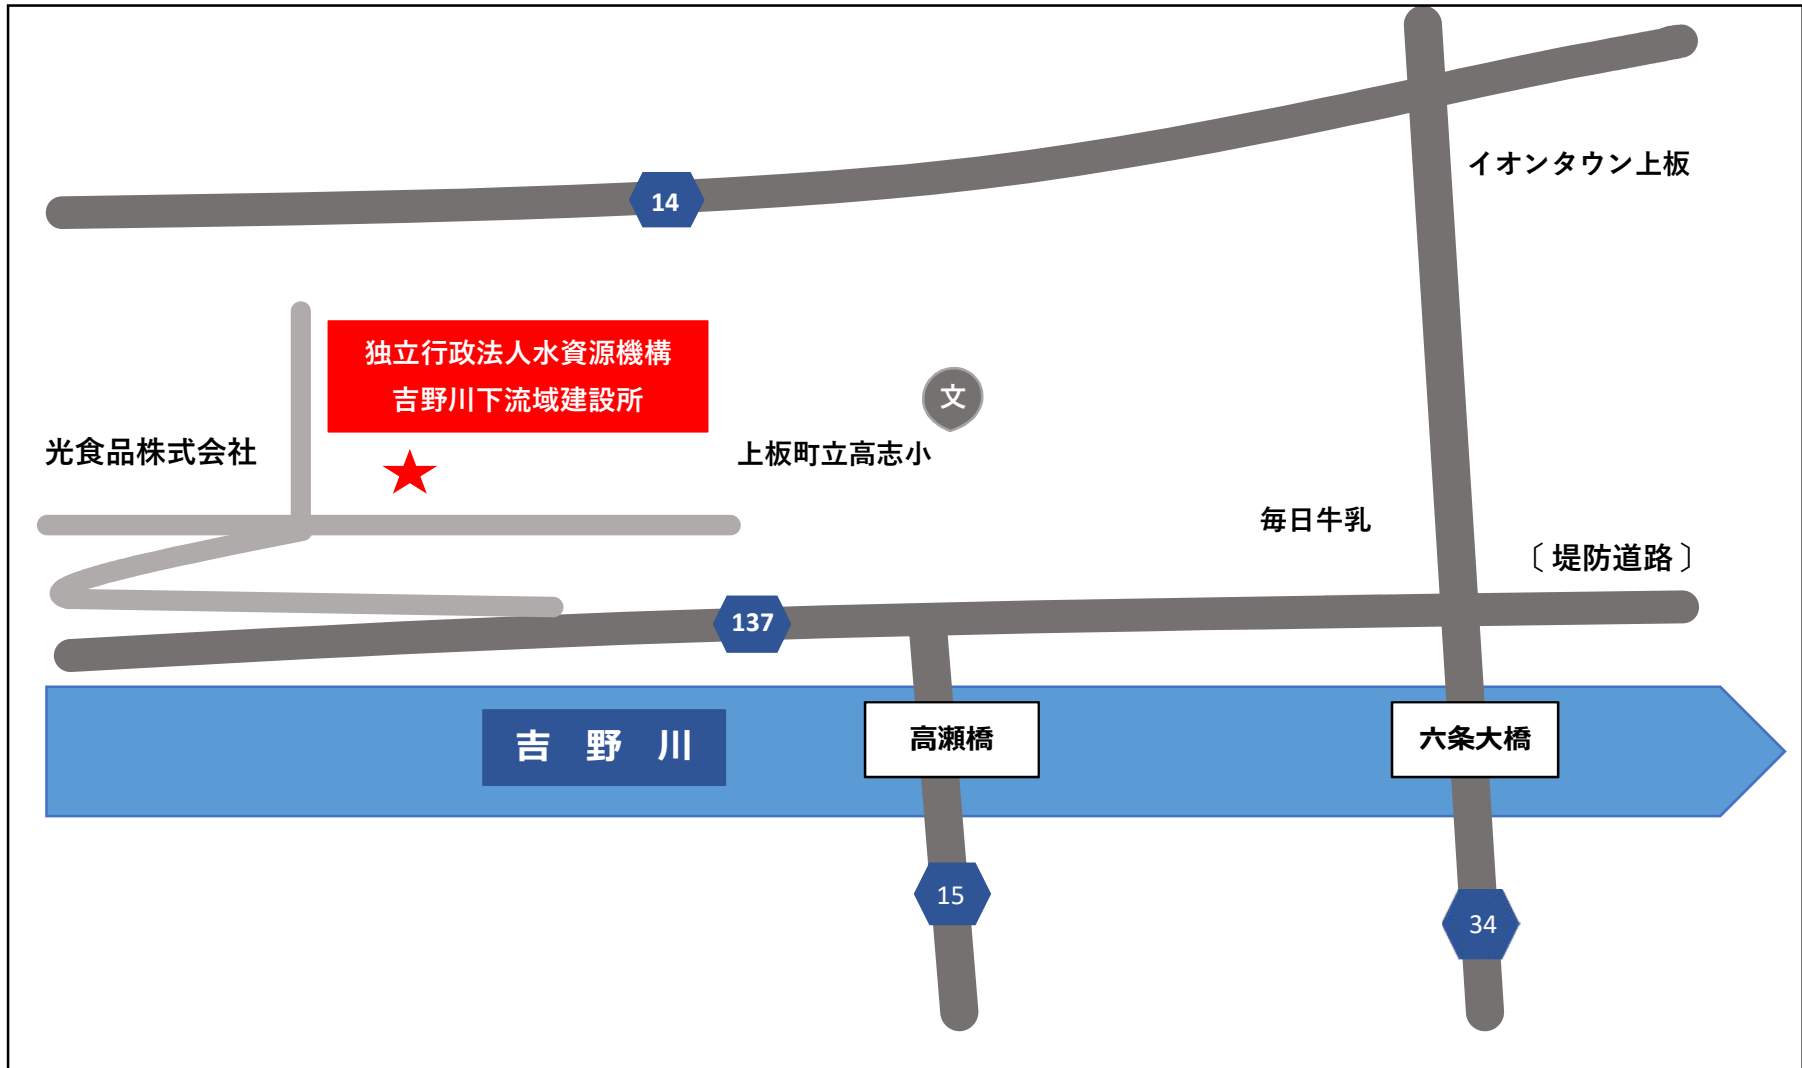 イオンタウン上板
14
独立行政法人水資源機構
吉野川下流域建設所
文
光食品株式会社
上板町立高志小
毎日牛乳
〔 堤防道路 〕
137
吉 野 川
高瀬橋
六条大橋
15
34